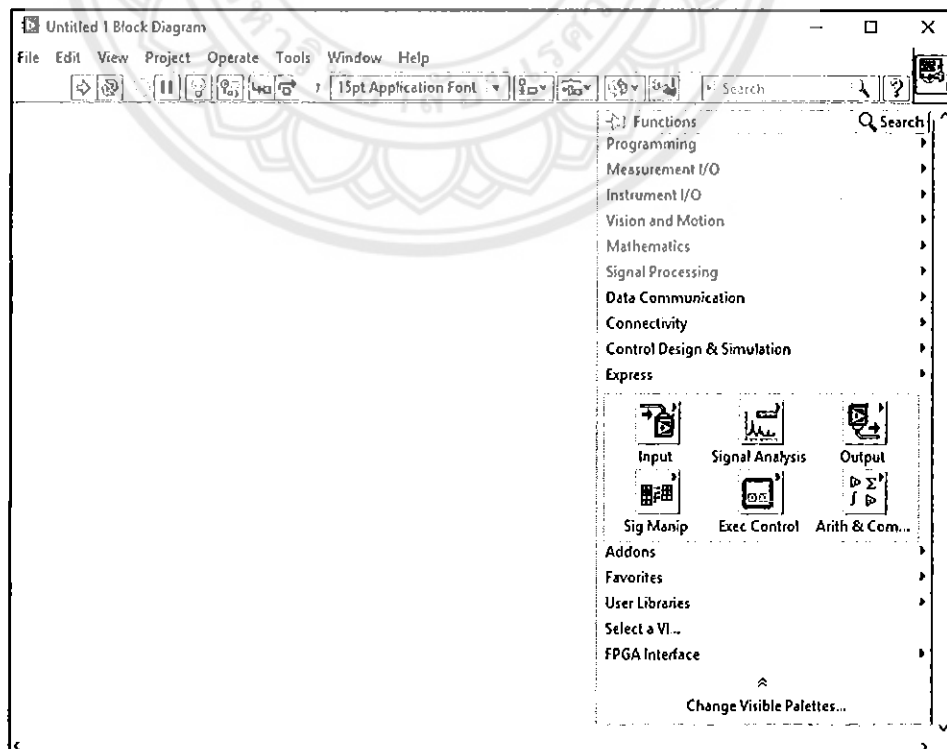 Untitled 1 Block Diagram
File Edit View Project Operate Tools Window Help
15pt Application Font
Search
?
Functions
Search
Programming
Measurement I/O
Instrument I/O
Vision and Motion
Mathematics
Signal Processing
Data Communication
Connectivity
Control Design & Simulation
Express
Input Signal Analysis Output
Sig Manip Exec Control Arith & Com...
Addons
Favorites
User Libraries
Select a VI...
FPGA Interface
Change Visible Palettes...